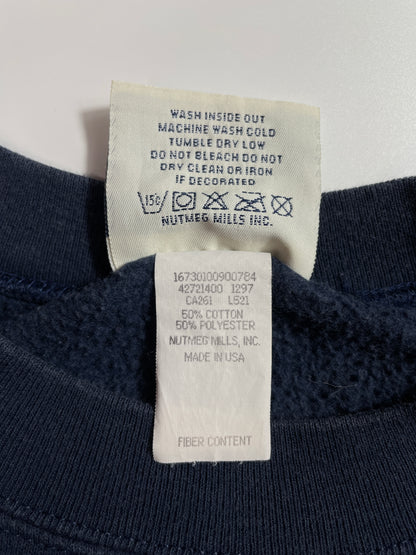 WASH INSIDE OUT
MACHINE WASH COLD
TUMBLE DRY LOW
DO NOT BLEACH DO NOT
DRY CLEAN OR IRON
IF DECORATED
15C
NUTMEG MILLS INC.
16730100900784
42721400 1297
CA261 L521
50% COTTON
50% POLYESTER
NUTMEG MILLS, INC.
MADE IN USA
FIBER CONTENT